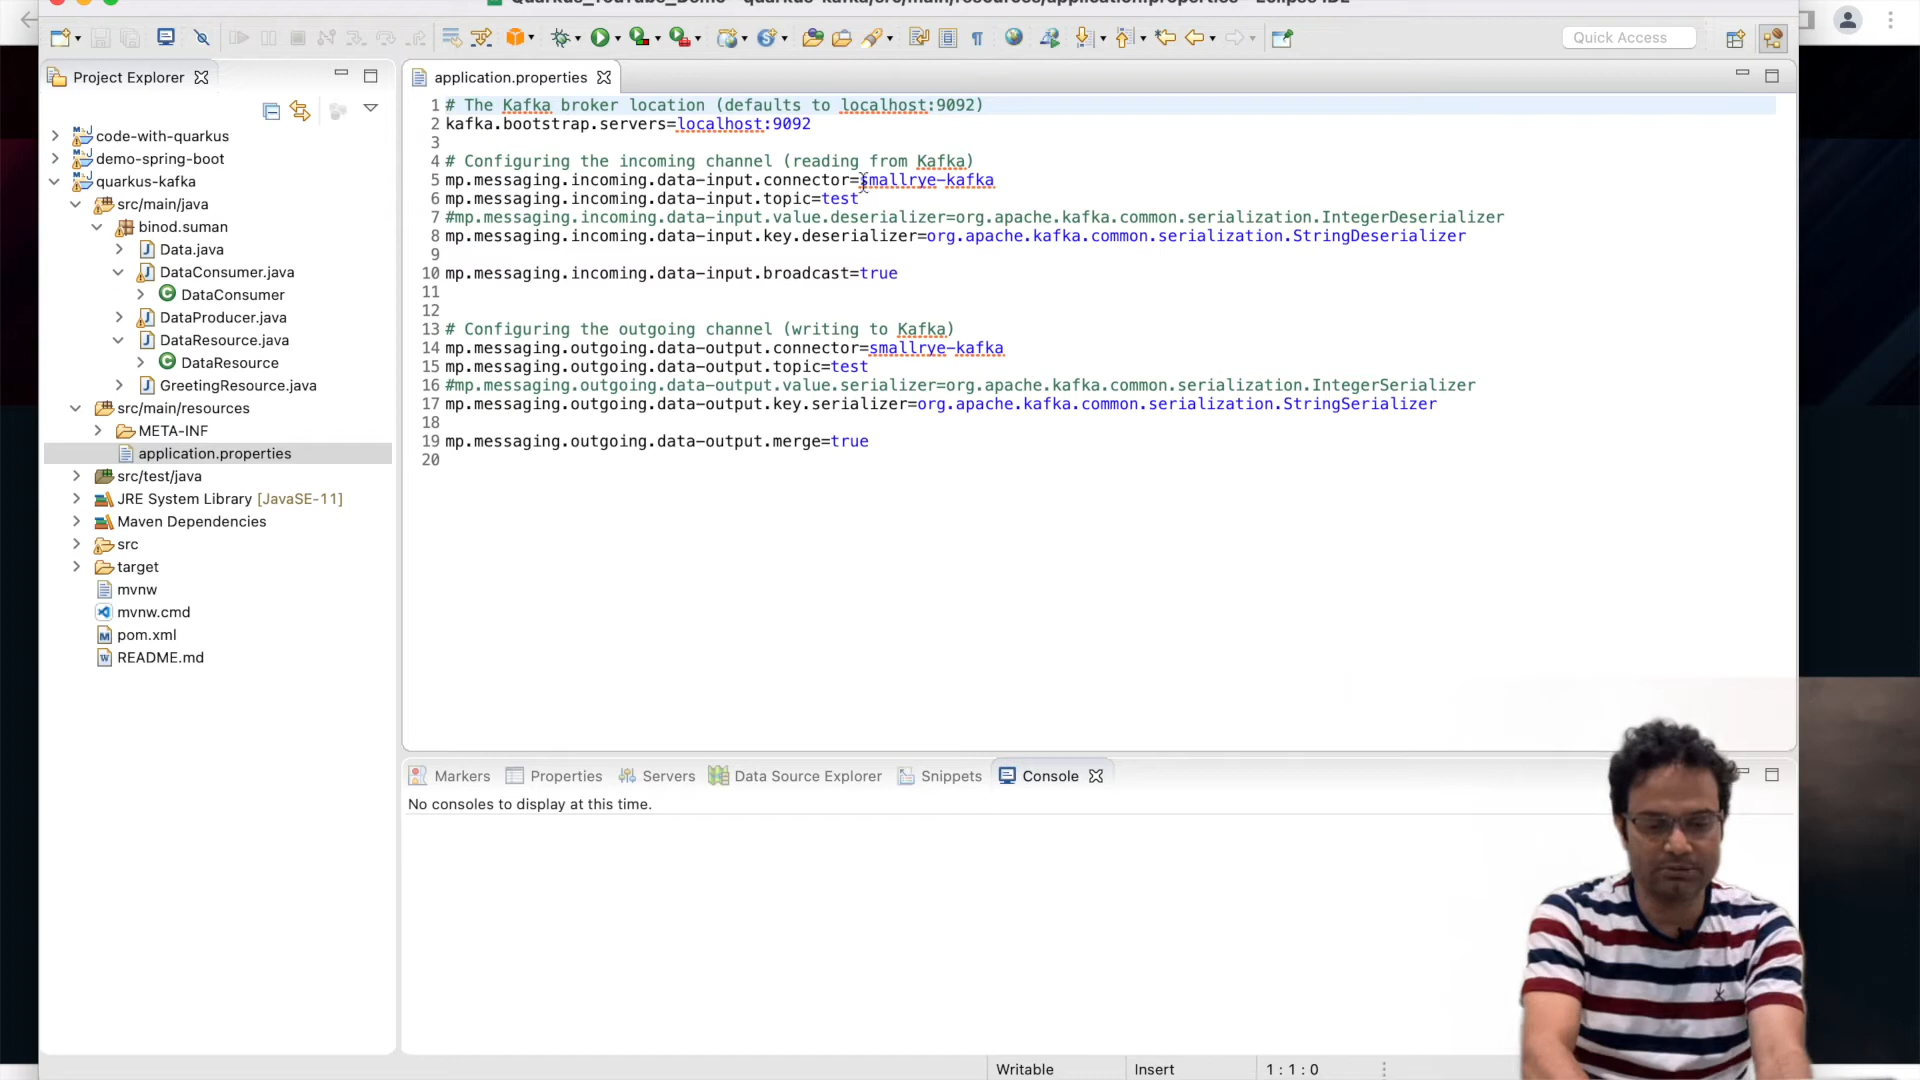 Quick Access
Project Explorer
code-with-quarkus
demo-spring-boot
quarkus-kafka
src/main/java
binod.suman
Data.java
DataConsumer.java
DataConsumer
DataProducer.java
DataResource.java
DataResource
GreetingResource.java
src/main/resources
META-INF
application.properties
src/test/java
JRE System Library [JavaSE-11]
Maven Dependencies
src
target
mvnw
mvnw.cmd
pom.xml
README.md
application.properties
1 # The Kafka broker location (defaults to localhost:9092)
2 kafka.bootstrap.servers=localhost:9092
3
4 # Configuring the incoming channel (reading from Kafka)
5 mp.messaging.incoming.data-input.connector=smallrye-kafka
6 mp.messaging.incoming.data-input.topic=test
7 #mp.messaging.incoming.data-input.value.deserializer=org.apache.kafka.common.serialization.IntegerDeserializer
8 mp.messaging.incoming.data-input.key.deserializer=org.apache.kafka.common.serialization.StringDeserializer
9
10 mp.messaging.incoming.data-input.broadcast=true
11
12
13 # Configuring the outgoing channel (writing to Kafka)
14 mp.messaging.outgoing.data-output.connector=smallrye-kafka
15 mp.messaging.outgoing.data-output.topic=test
16 #mp.messaging.outgoing.data-output.value.serializer=org.apache.kafka.common.serialization.IntegerSerializer
17 mp.messaging.outgoing.data-output.key.serializer=org.apache.kafka.common.serialization.StringSerializer
18
19 mp.messaging.outgoing.data-output.merge=true
20
Markers Properties Servers Data Source Explorer Snippets Console
No consoles to display at this time.
Writable Insert 1 : 1 : 0